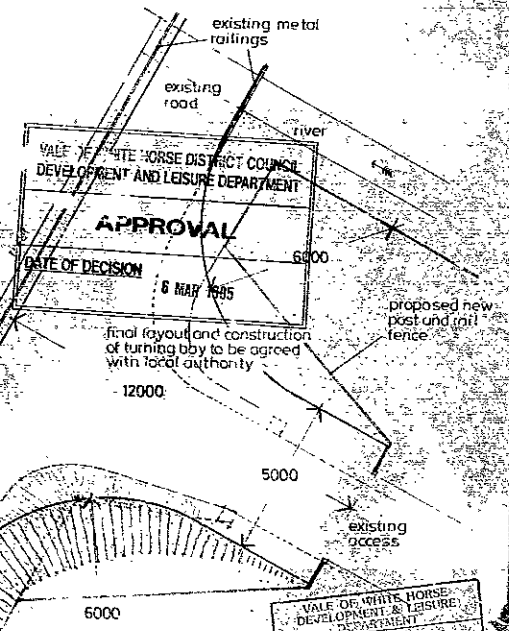 existing metal
railings
existing
road
river
VALE OF WHITE HORSE DISTRICT COUNCIL
DEVELOPMENT AND LEISURE DEPARTMENT
APPROVAL
DATE OF DECISION
6 MAR 1995
6000
proposed new
post and rail
fence
final layout and construction
of turning bay to be agreed
with local authority
12000
5000
existing
access
6000
VALE OF WHITE HORSE
DEVELOPMENT & LEISURE
DEPARTMENT